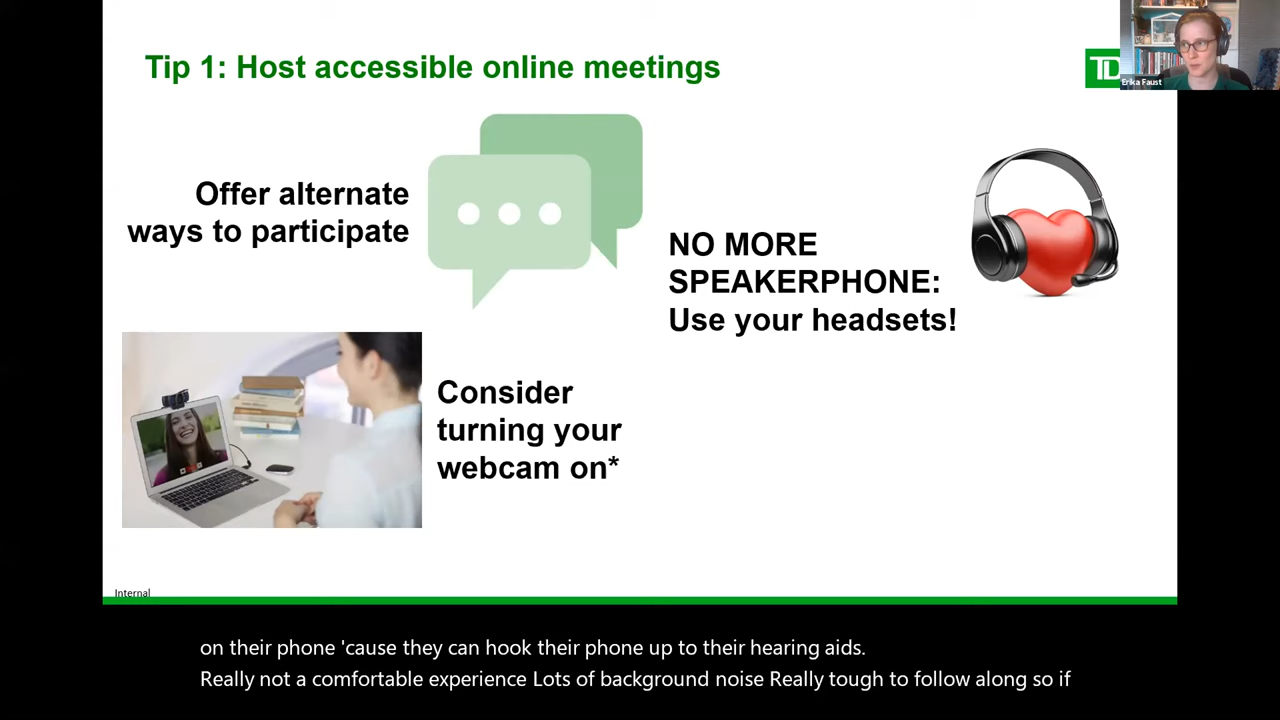 Tip 1: Host accessible online meetings
TD
Erika Faust
Offer alternate
ways to participate
NO MORE
SPEAKERPHONE:
Use your headsets!
Consider
turning your
webcam on*
Internal
on their phone 'cause they can hook their phone up to their hearing aids.
Really not a comfortable experience Lots of background noise Really tough to follow along so if